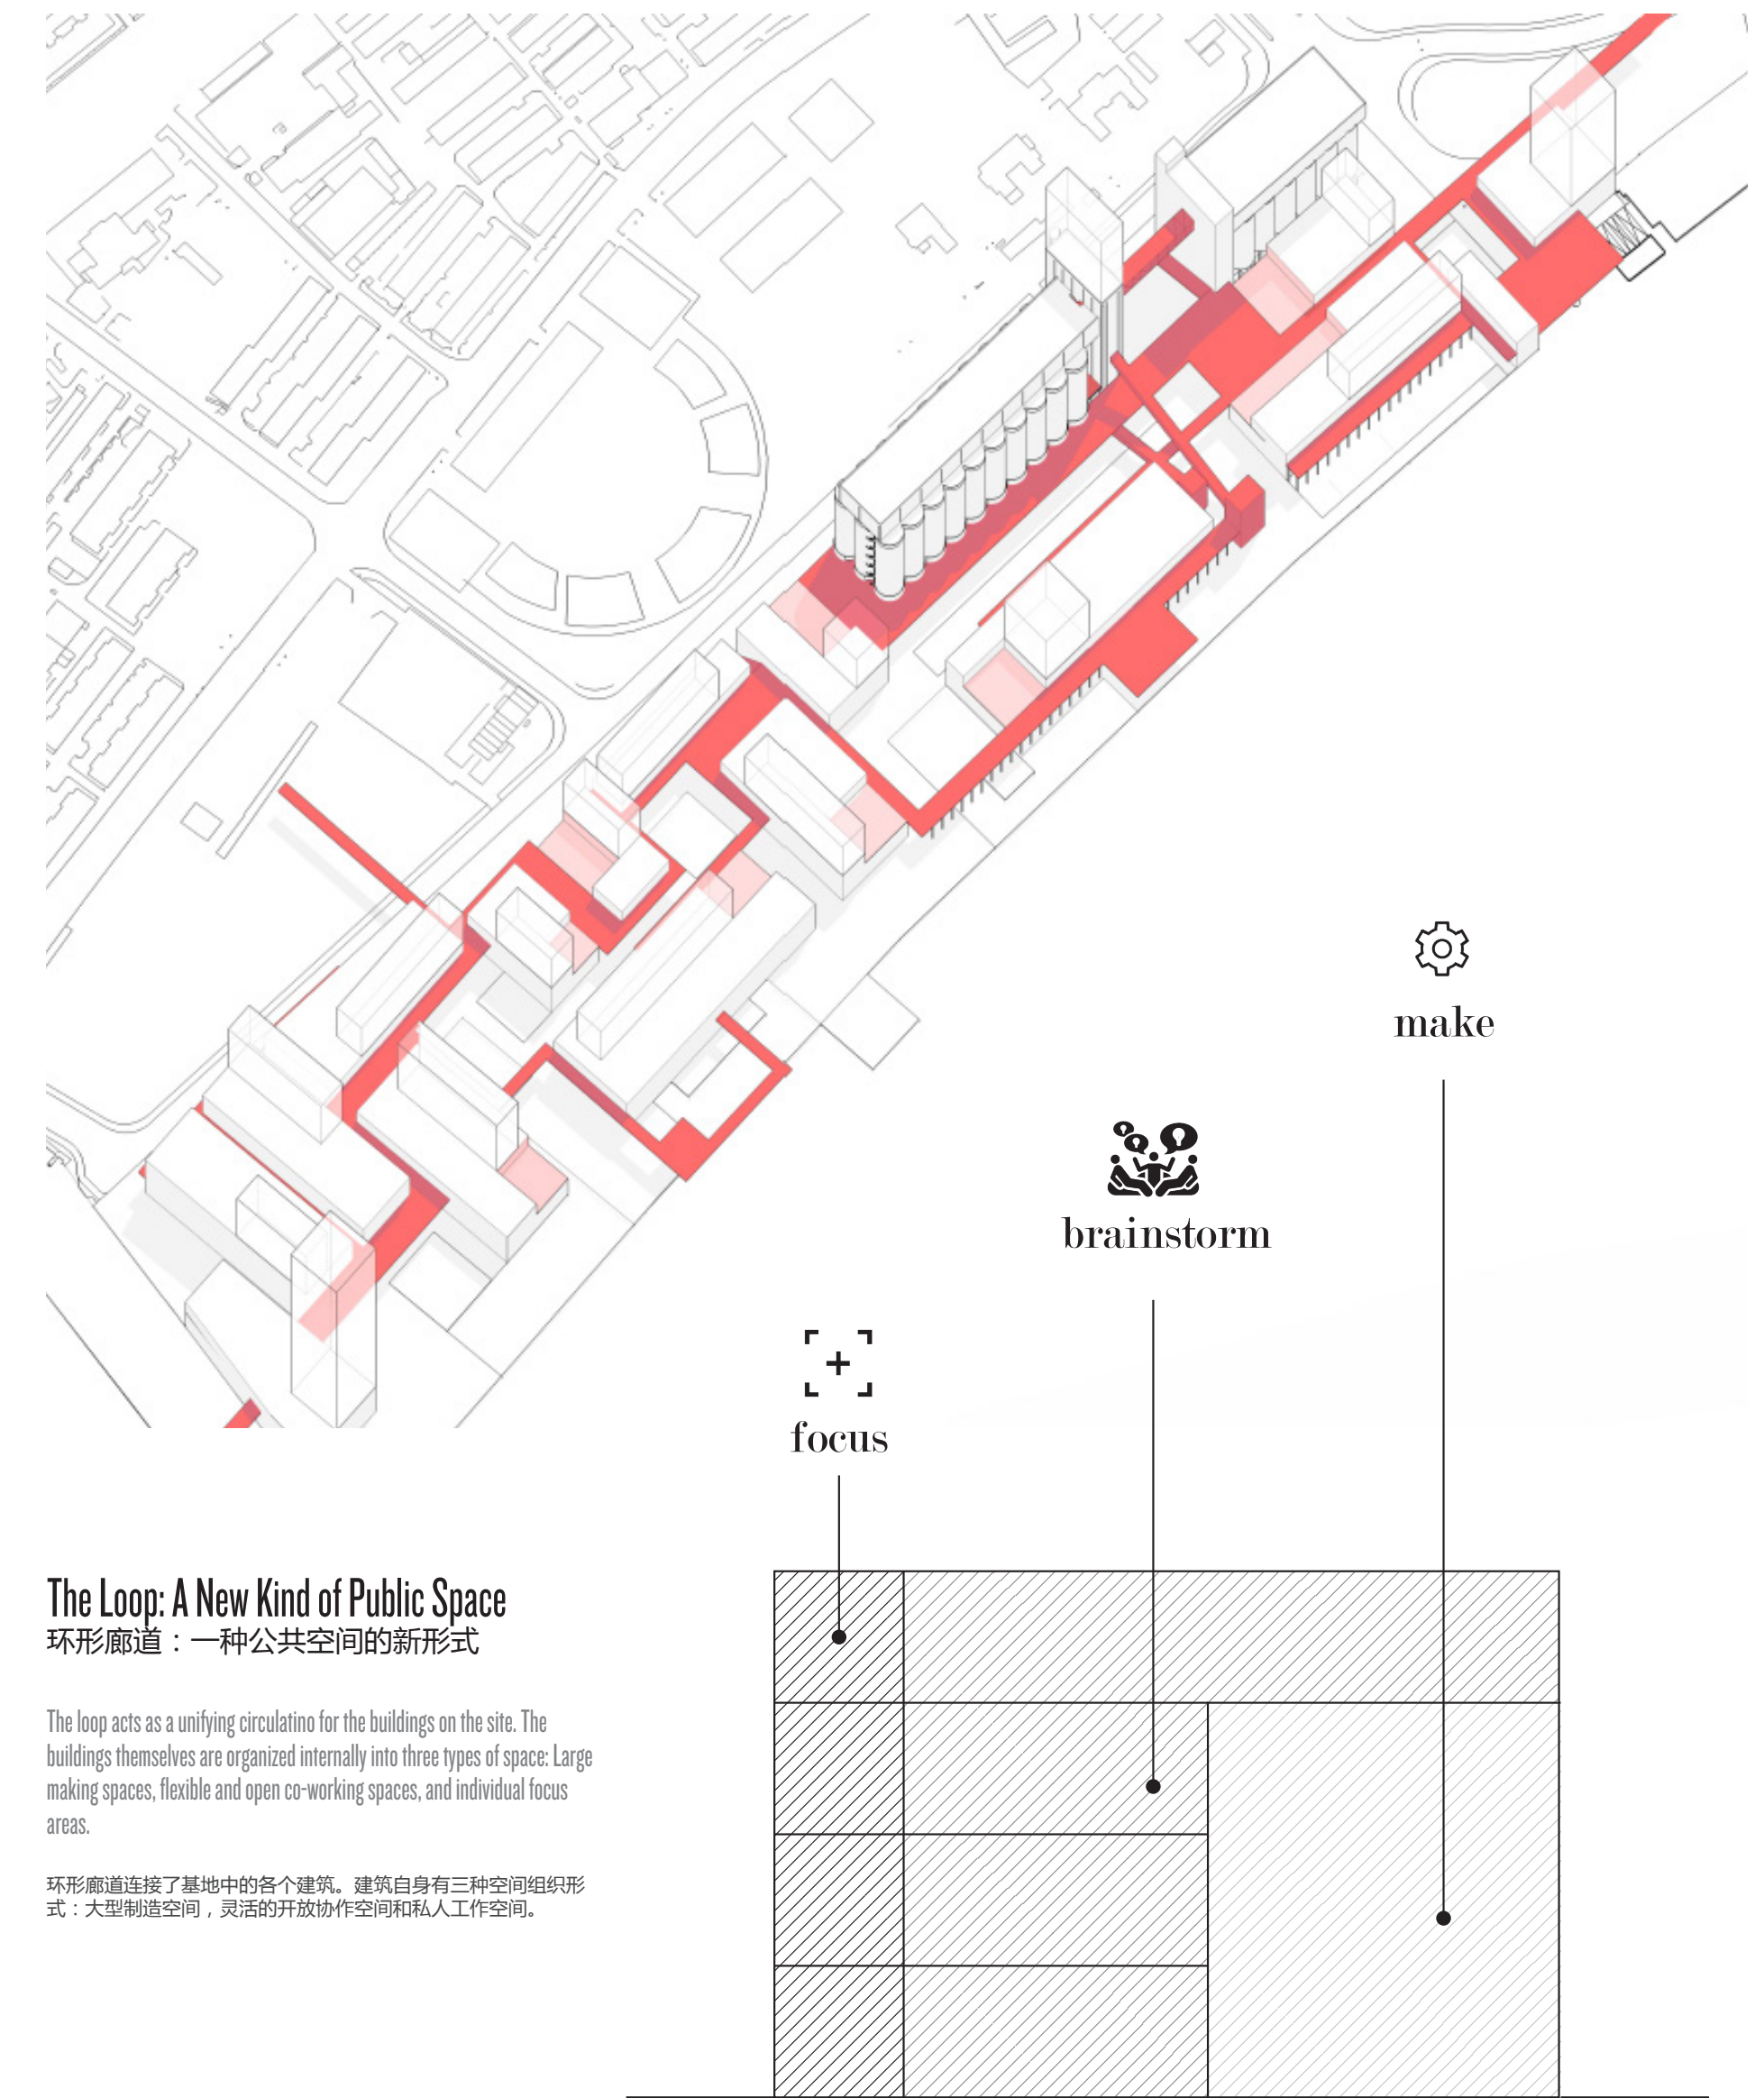 make
brainstorm
focus
The Loop: A New Kind of Public Space
环形廊道：一种公共空间的新形式
The loop acts as a unifying circulatino for the buildings on the site. The
buildings themselves are organized internally into three types of space: Large
making spaces, flexible and open co-working spaces, and individual focus
areas.
环形廊道连接了基地中的各个建筑。建筑自身有三种空间组织形
式：大型制造空间，灵活的开放协作空间和私人工作空间。